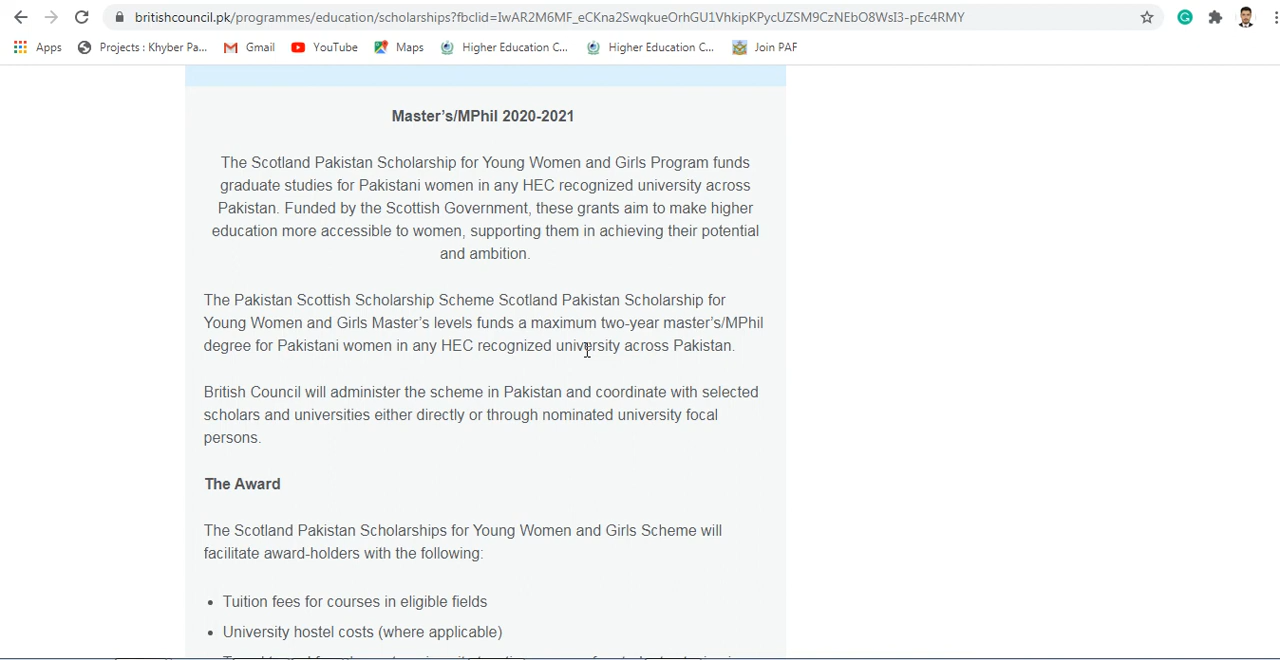 britishcouncil.pk/programmes/education/scholarships?fbclid=IwAR2M6MF_eCKna2SwqkueOrhGU1VhkipKPycUZSM9CzNEbO8WsI3-pEc4RMY
Apps Projects : Khyber Pa... Gmail YouTube Maps Higher Education C... Higher Education C... Join PAF
Master's/MPhil 2020-2021
The Scotland Pakistan Scholarship for Young Women and Girls Program funds
graduate studies for Pakistani women in any HEC recognized university across
Pakistan. Funded by the Scottish Government, these grants aim to make higher
education more accessible to women, supporting them in achieving their potential
and ambition.
The Pakistan Scottish Scholarship Scheme Scotland Pakistan Scholarship for
Young Women and Girls Master's levels funds a maximum two-year master's/MPhil
degree for Pakistani women in any HEC recognized university across Pakistan.
British Council will administer the scheme in Pakistan and coordinate with selected
scholars and universities either directly or through nominated university focal
persons.
The Award
The Scotland Pakistan Scholarships for Young Women and Girls Scheme will
facilitate award-holders with the following:
• Tuition fees for courses in eligible fields
• University hostel costs (where applicable)